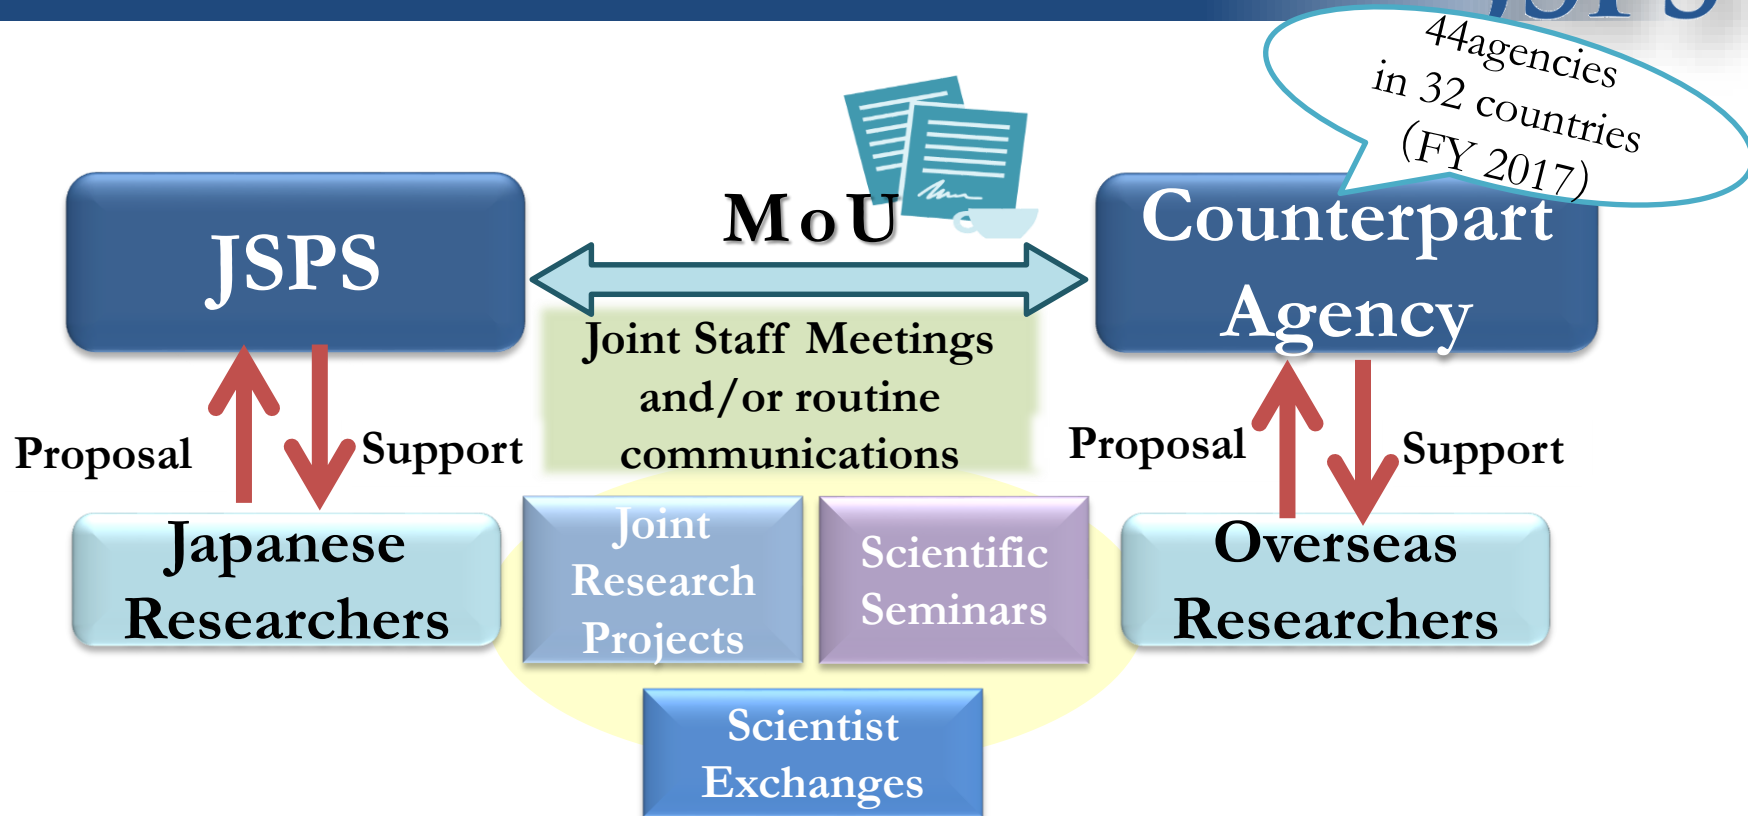 JSPS
44agencies
in 32 countries
(FY 2017)
MoU
JSPS
Counterpart
Agency
Joint Staff Meetings
and/or routine
communications
Proposal
Support
Proposal
Support
Japanese
Researchers
Joint
Research
Projects
Scientific
Seminars
Overseas
Researchers
Scientist
Exchanges